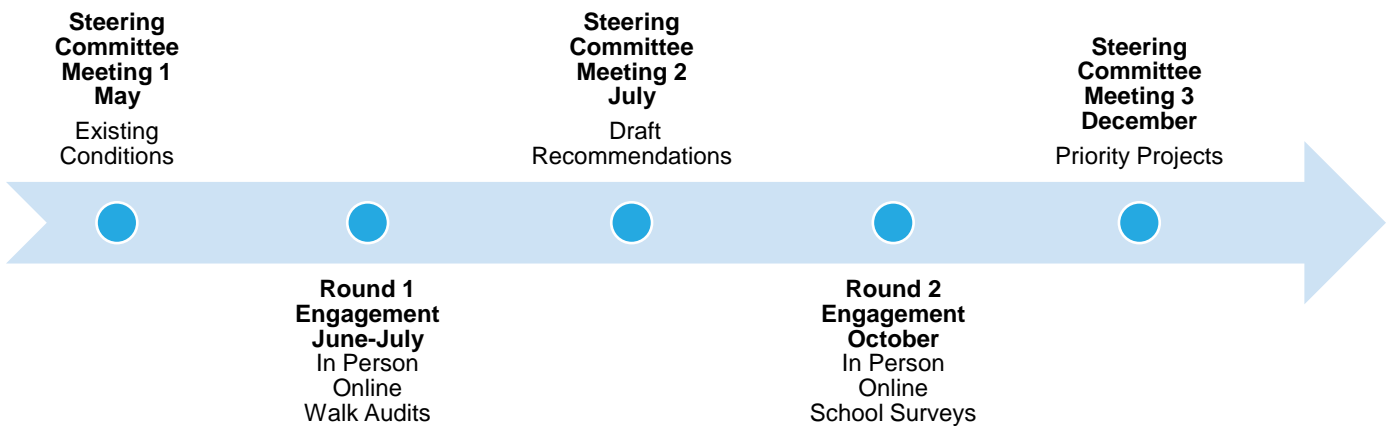 Steering
Committee
Meeting 1
May
Existing
Conditions
Round 1
Engagement
June-July
In Person
Online
Walk Audits
Steering
Committee
Meeting 2
July
Draft
Recommendations
Round 2
Engagement
October
In Person
Online
School Surveys
Steering
Committee
Meeting 3
December
Priority Projects